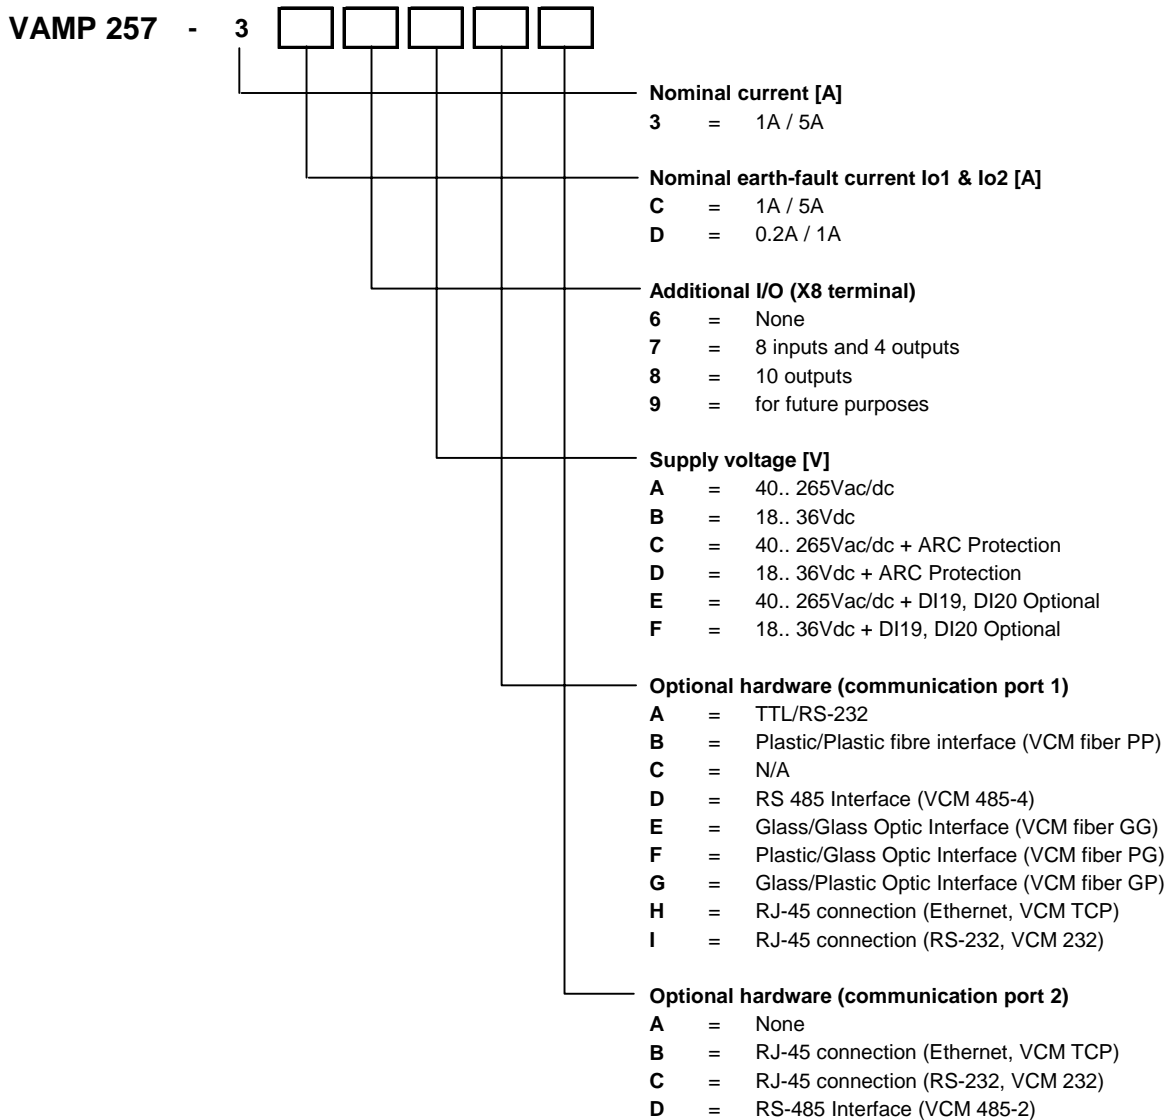 VAMP 257 - 3
Nominal current [A]
3 = 1A / 5A
Nominal earth-fault current Io1 & Io2 [A]
C = 1A / 5A
D = 0.2A / 1A
Additional I/O (X8 terminal)
6 = None
7 = 8 inputs and 4 outputs
8 = 10 outputs
9 = for future purposes
Supply voltage [V]
A = 40.. 265Vac/dc
B = 18.. 36Vdc
C = 40.. 265Vac/dc + ARC Protection
D = 18.. 36Vdc + ARC Protection
E = 40.. 265Vac/dc + DI19, DI20 Optional
F = 18.. 36Vdc + DI19, DI20 Optional
Optional hardware (communication port 1)
A = TTL/RS-232
B = Plastic/Plastic fibre interface (VCM fiber PP)
C = N/A
D = RS 485 Interface (VCM 485-4)
E = Glass/Glass Optic Interface (VCM fiber GG)
F = Plastic/Glass Optic Interface (VCM fiber PG)
G = Glass/Plastic Optic Interface (VCM fiber GP)
H = RJ-45 connection (Ethernet, VCM TCP)
I = RJ-45 connection (RS-232, VCM 232)
Optional hardware (communication port 2)
A = None
B = RJ-45 connection (Ethernet, VCM TCP)
C = RJ-45 connection (RS-232, VCM 232)
D = RS-485 Interface (VCM 485-2)